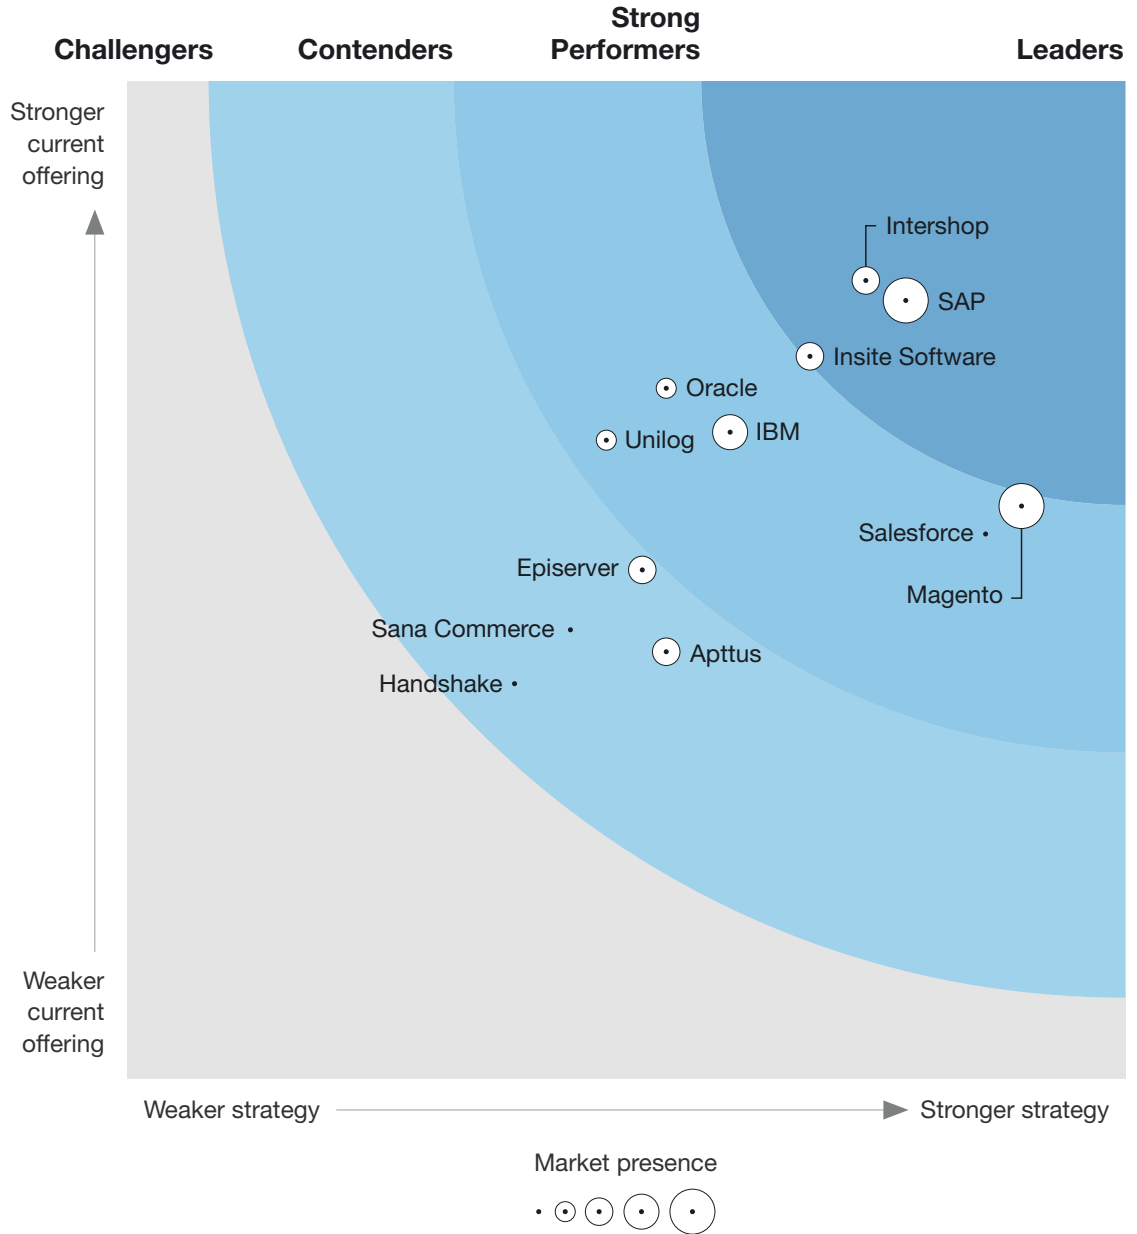 Challengers
Contenders
Strong
Performers
Leaders
Stronger
current
offering
Intershop
SAP
Insite Software
Oracle
IBM
Unilog
Salesforce
Episerver
Magento
Sana Commerce
Apttus
Handshake
Weaker
current
offering
Weaker strategy
Stronger strategy
Market presence